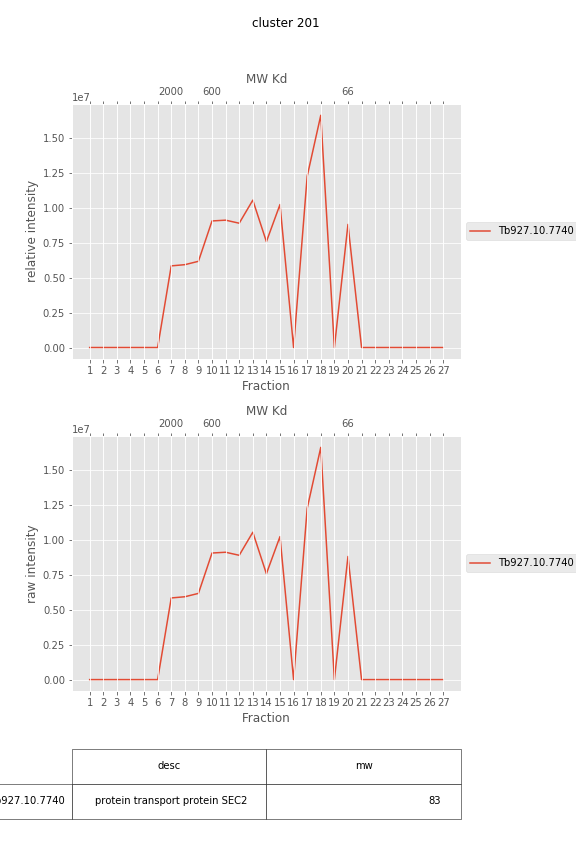 cluster 201
MW Kd
2000 600 66
1e7
1.50
1.25
1.00
0.75
0.50
0.25
0.00
relative intensity
Tb927.10.7740
1 2 3 4 5 6 7 8 9 10 11 12 13 14 15 16 17 18 19 20 21 22 23 24 25 26 27
Fraction
MW Kd
2000 600 66
1e7
1.50
1.25
1.00
0.75
0.50
0.25
0.00
raw intensity
Tb927.10.7740
1 2 3 4 5 6 7 8 9 10 11 12 13 14 15 16 17 18 19 20 21 22 23 24 25 26 27
Fraction
desc mw
927.10.7740 protein transport protein SEC2 83